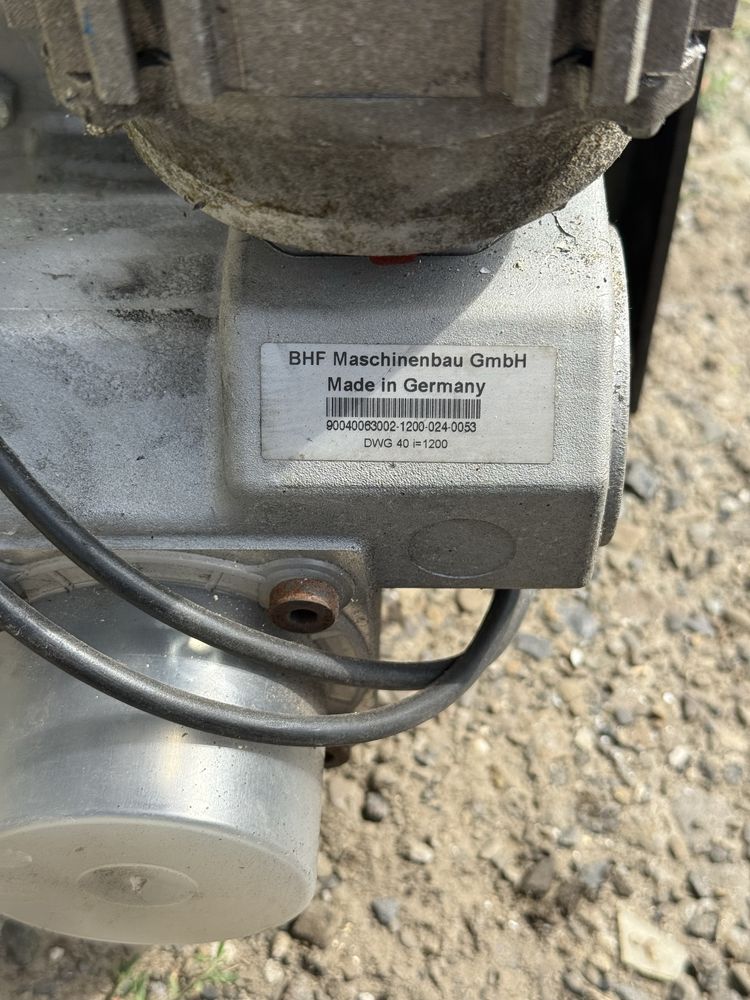 BHF Maschinenbau GmbH
Made in Germany
90040063002-1200-024-0053
DWG 40 i=1200